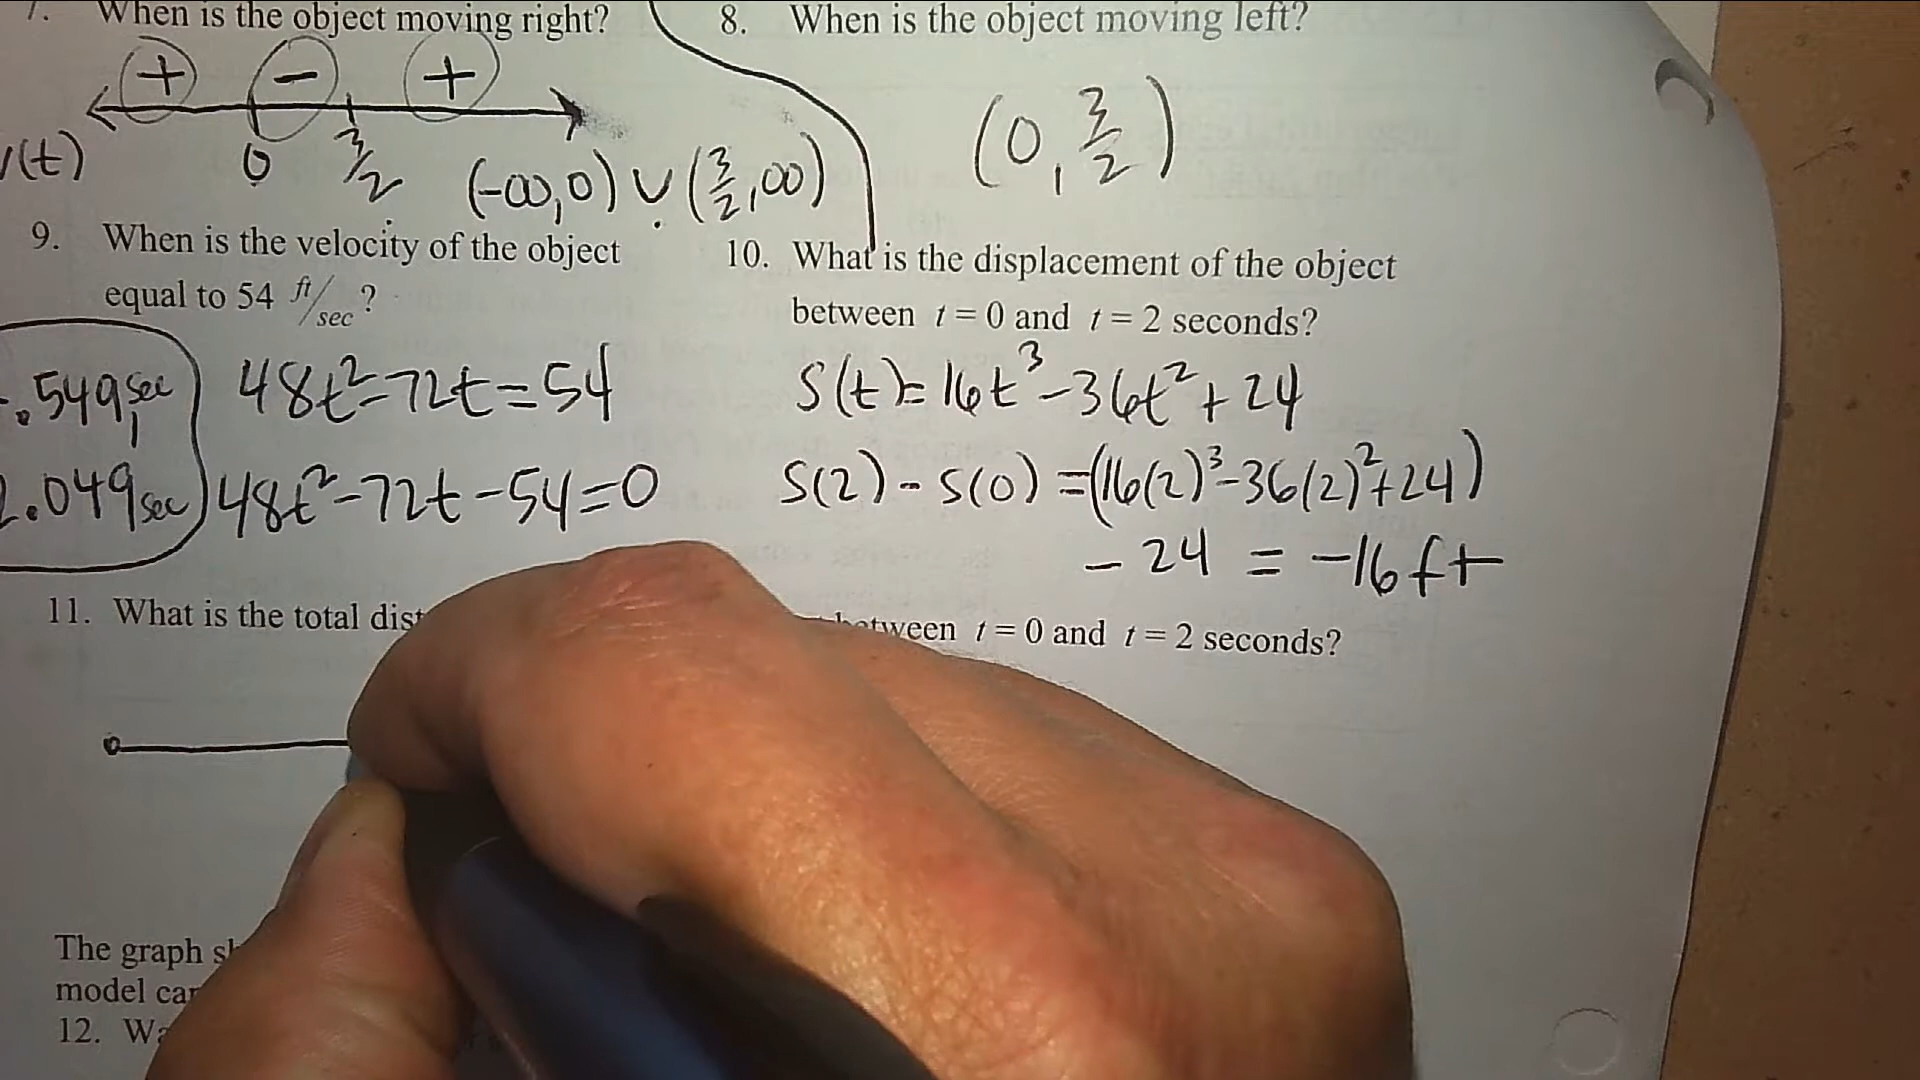 7. When is the object moving right?
+ − +
v(t) 0 3/2 (-∞,0) ∪ (3/2,∞)
8. When is the object moving left?
(0, 3/2)
9. When is the velocity of the object
equal to 54 ft/sec ?
48t²-72t=54
48t²-72t-54=0
.549 sec,
2.049 sec
10. What is the displacement of the object
between t = 0 and t = 2 seconds?
S(t)=16t³-36t²+24
S(2)-S(0)=(16(2)³-36(2)²+24)
-24 = -16ft
11. What is the total between t = 0 and t = 2 seconds?
The graph
model
12.